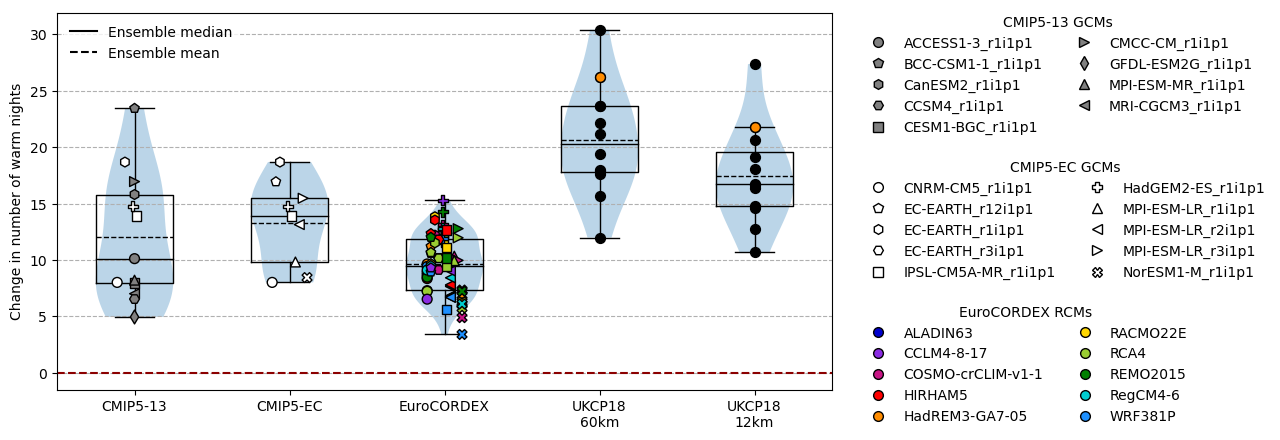 Change in number of warm nights
30
25
20
15
10
5
0
Ensemble median
Ensemble mean
CMIP5-13
CMIP5-EC
EuroCORDEX
UKCP18
60km
UKCP18
12km
CMIP5-13 GCMs
ACCESS1-3_r1i1p1
BCC-CSM1-1_r1i1p1
CanESM2_r1i1p1
CCSM4_r1i1p1
CESM1-BGC_r1i1p1
CMCC-CM_r1i1p1
GFDL-ESM2G_r1i1p1
MPI-ESM-MR_r1i1p1
MRI-CGCM3_r1i1p1
CMIP5-EC GCMs
CNRM-CM5_r1i1p1
EC-EARTH_r12i1p1
EC-EARTH_r1i1p1
EC-EARTH_r3i1p1
IPSL-CM5A-MR_r1i1p1
HadGEM2-ES_r1i1p1
MPI-ESM-LR_r1i1p1
MPI-ESM-LR_r2i1p1
MPI-ESM-LR_r3i1p1
NorESM1-M_r1i1p1
EuroCORDEX RCMs
ALADIN63
CCLM4-8-17
COSMO-crCLIM-v1-1
HIRHAM5
HadREM3-GA7-05
RACMO22E
RCA4
REMO2015
RegCM4-6
WRF381P